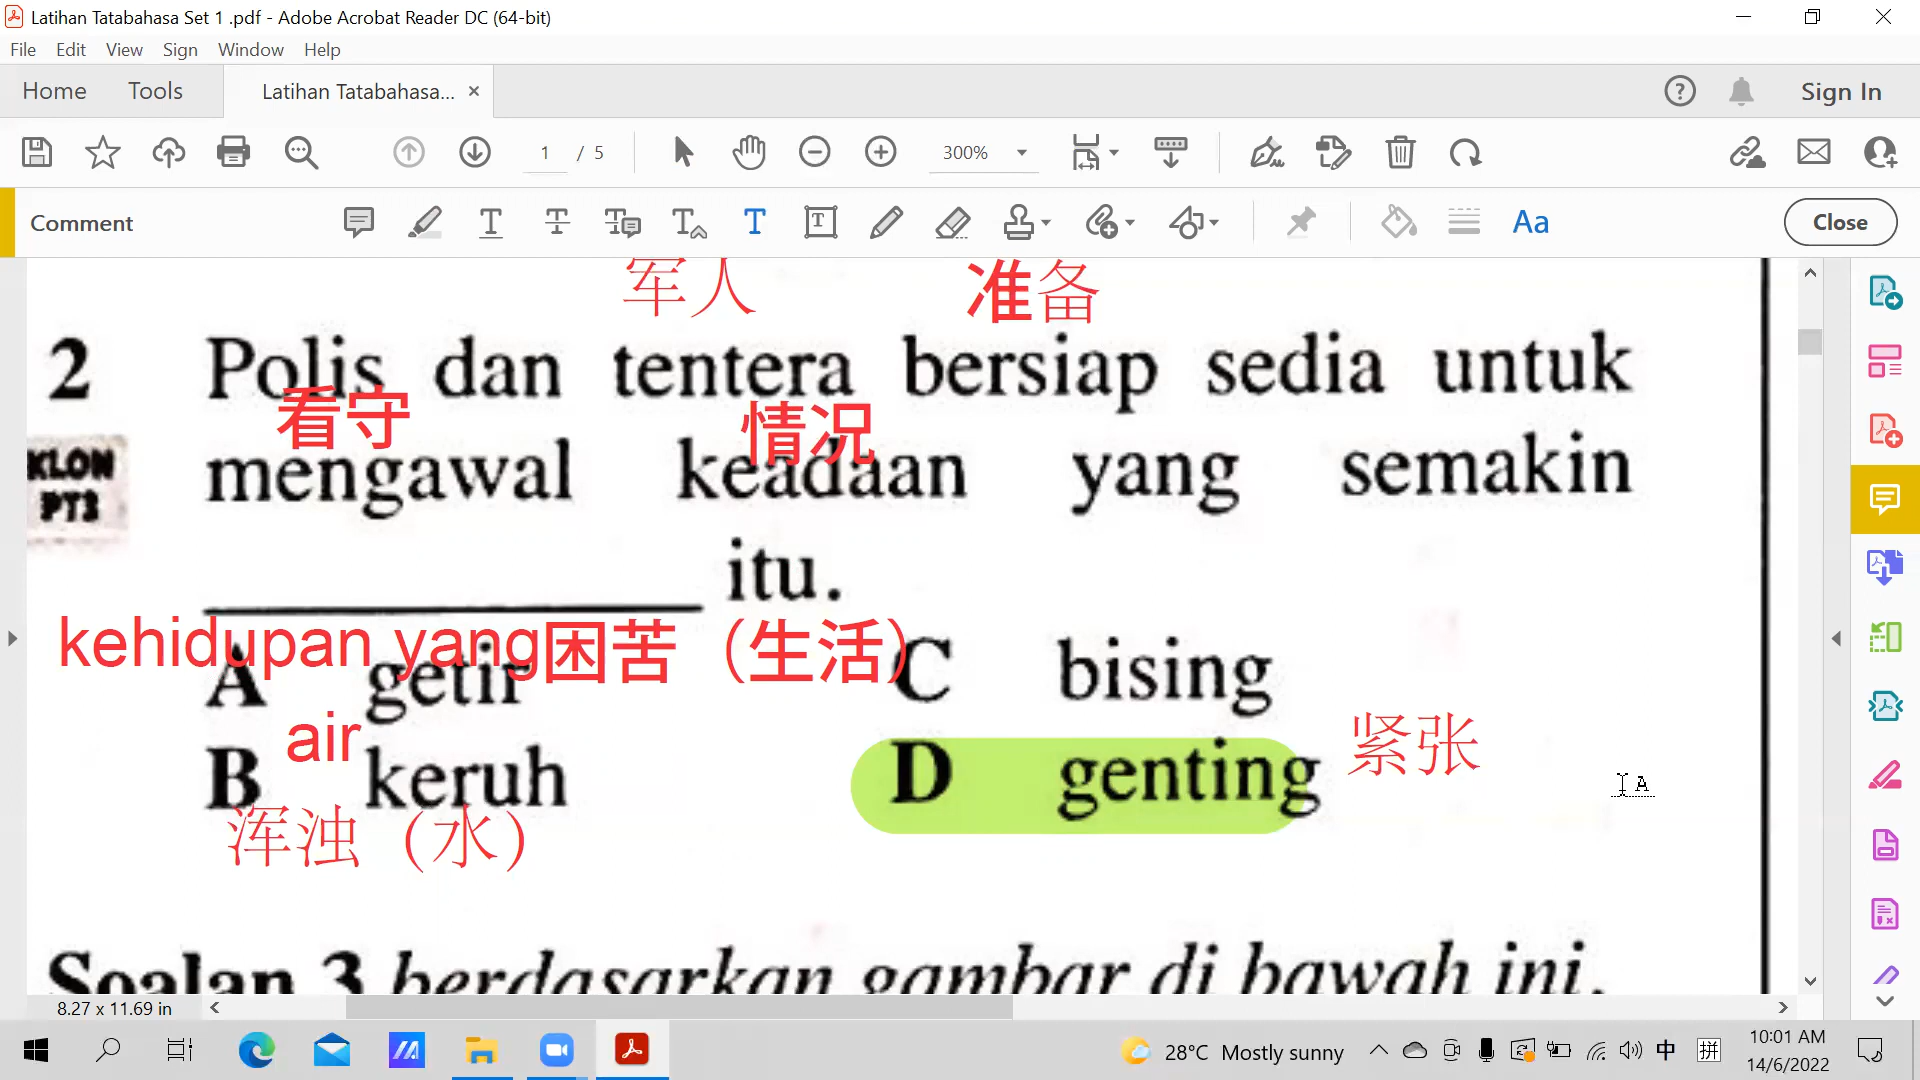 Latihan Tatabahasa Set 1 .pdf - Adobe Acrobat Reader DC (64-bit)
File Edit View Sign Window Help
Home Tools Latihan Tatabahasa... × Sign In
1 / 5 300%
Comment Aa Close
军人 准备
2 Polis dan tentera bersiap sedia untuk
看守 情况
KLON
PT3
mengawal keadaan yang semakin
__________ itu.
kehidupan yang困苦（生活）
A getir C bising
air 紧张
B keruh D genting
浑浊（水）
Soalan 3 berdasarkan gambar di bawah ini.
8.27 x 11.69 in
28°C Mostly sunny 中 拼 10:01 AM
14/6/2022